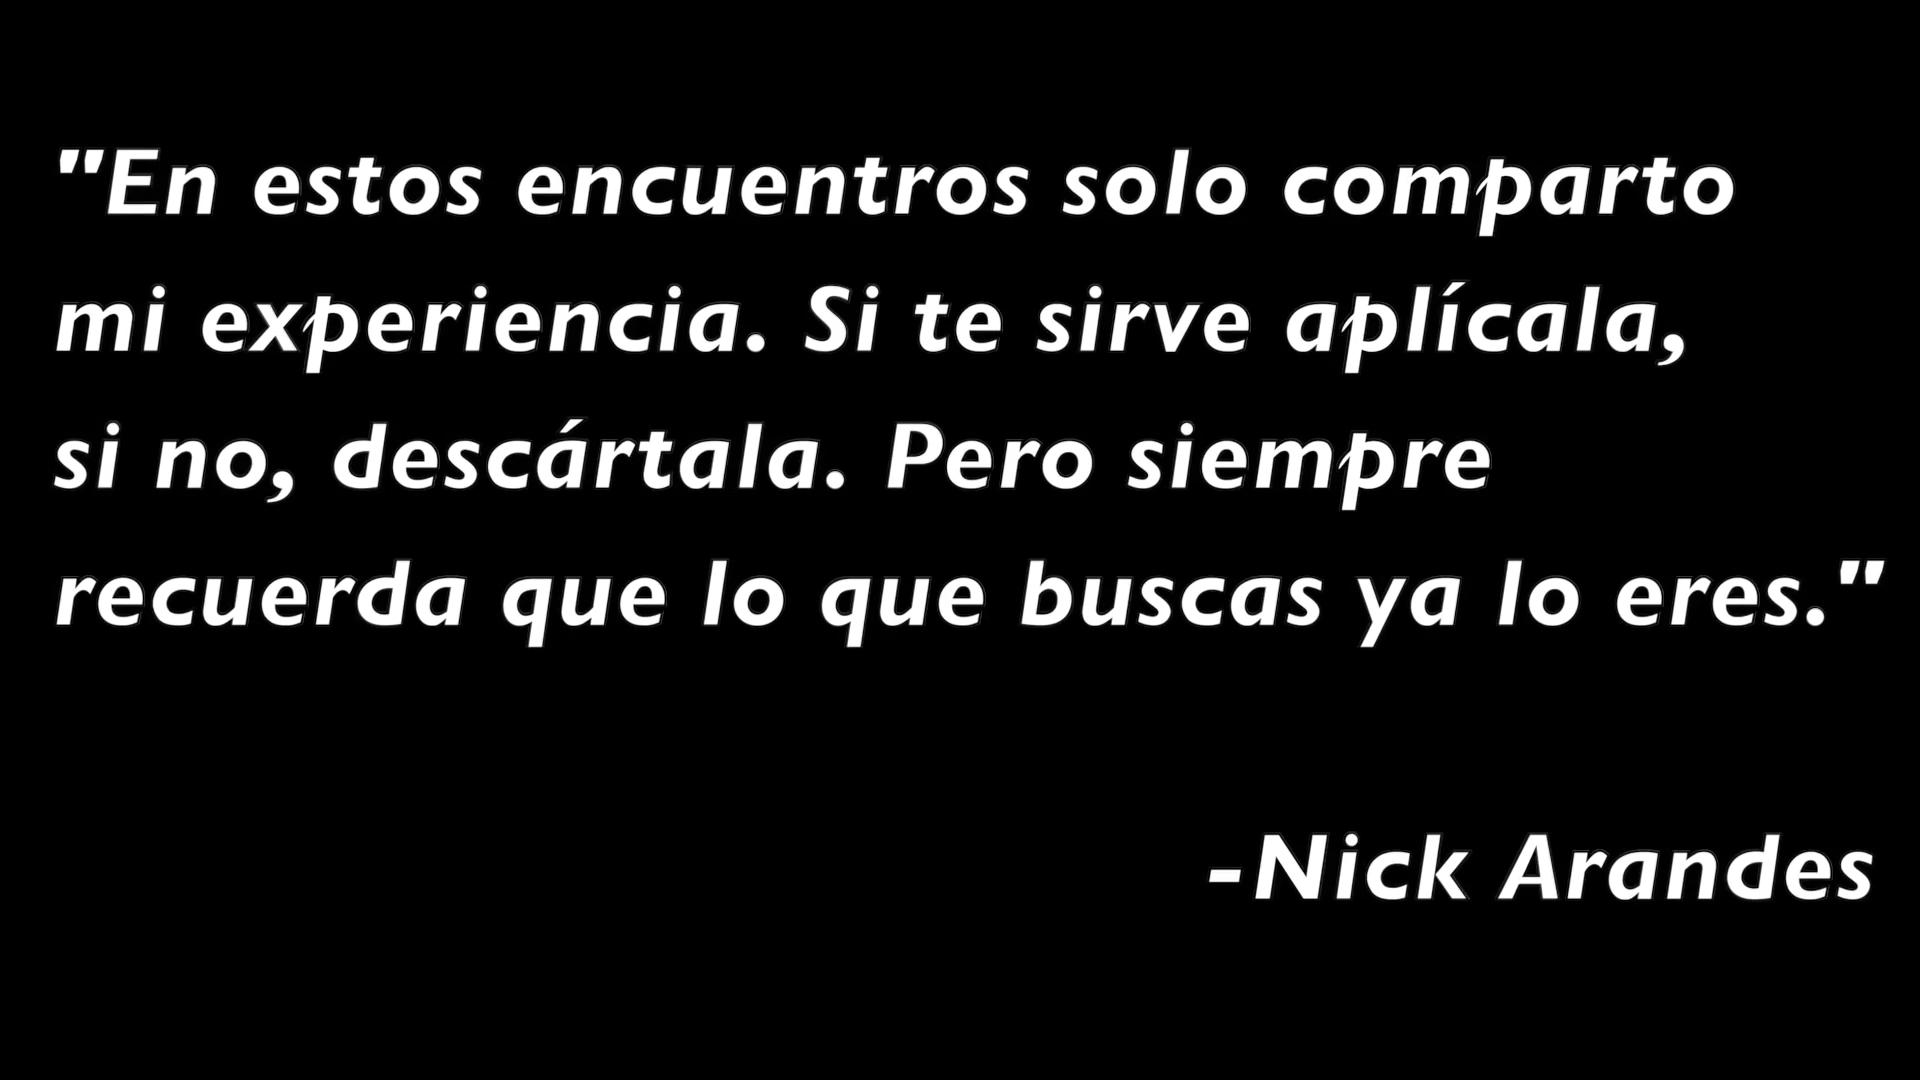 "En estos encuentros solo comparto
mi experiencia. Si te sirve aplícala,
si no, descártala. Pero siempre
recuerda que lo que buscas ya lo eres."
-Nick Arandes